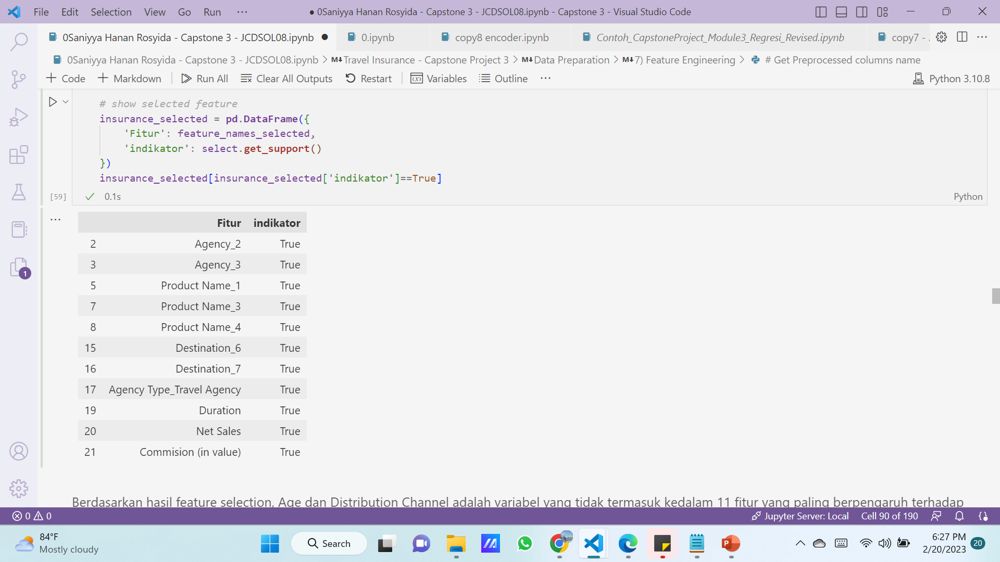 File Edit Selection View Go Run ···
● 0Saniyya Hanan Rosyida - Capstone 3 - JCDSOL08.ipynb - Capstone 3 - Visual Studio Code
0Saniyya Hanan Rosyida - Capstone 3 - JCDSOL08.ipynb ●
0.ipynb
copy8 encoder.ipynb
Contoh_CapstoneProject_Module3_Regresi_Revised.ipynb
copy7 -
0Saniyya Hanan Rosyida - Capstone 3 - JCDSOL08.ipynb > M↓Travel Insurance - Capstone Project 3 > M↓Data Preparation > M↓7) Feature Engineering > # Get Preprocessed columns name
+ Code + Markdown Run All Clear All Outputs Restart Variables Outline ··· Python 3.10.8
# show selected feature
insurance_selected = pd.DataFrame({
'Fitur': feature_names_selected,
'indikator': select.get_support()
})
insurance_selected[insurance_selected['indikator']==True]
[59] 0.1s Python
Fitur indikator
2 Agency_2 True
3 Agency_3 True
5 Product Name_1 True
7 Product Name_3 True
8 Product Name_4 True
15 Destination_6 True
16 Destination_7 True
17 Agency Type_Travel Agency True
19 Duration True
20 Net Sales True
21 Commision (in value) True
Berdasarkan hasil feature selection, Age dan Distribution Channel adalah variabel yang tidak termasuk kedalam 11 fitur yang paling berpengaruh terhadap
1
0 0 Jupyter Server: Local Cell 90 of 190
84°F
Mostly cloudy
Search
6:27 PM
2/20/2023
20